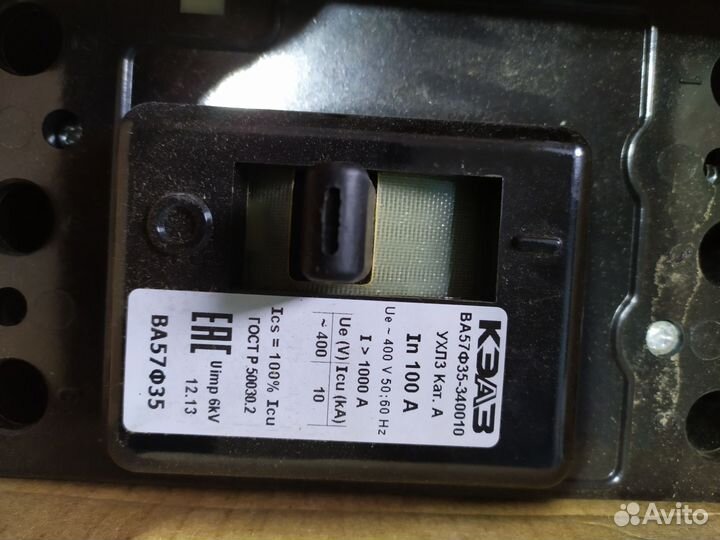 КЭАЗ
ВА57Ф35-340010
УХЛ3 Кат. А
In 100 A
Ue ~ 400 V 50; 60 Hz
I > 1000 A
Ue (V) Icu (kA)
~ 400 10
Ics = 100% Icu
ГОСТ Р 50030.2
EAC
Uimp 6kV
12.13
ВА57Ф35
Avito